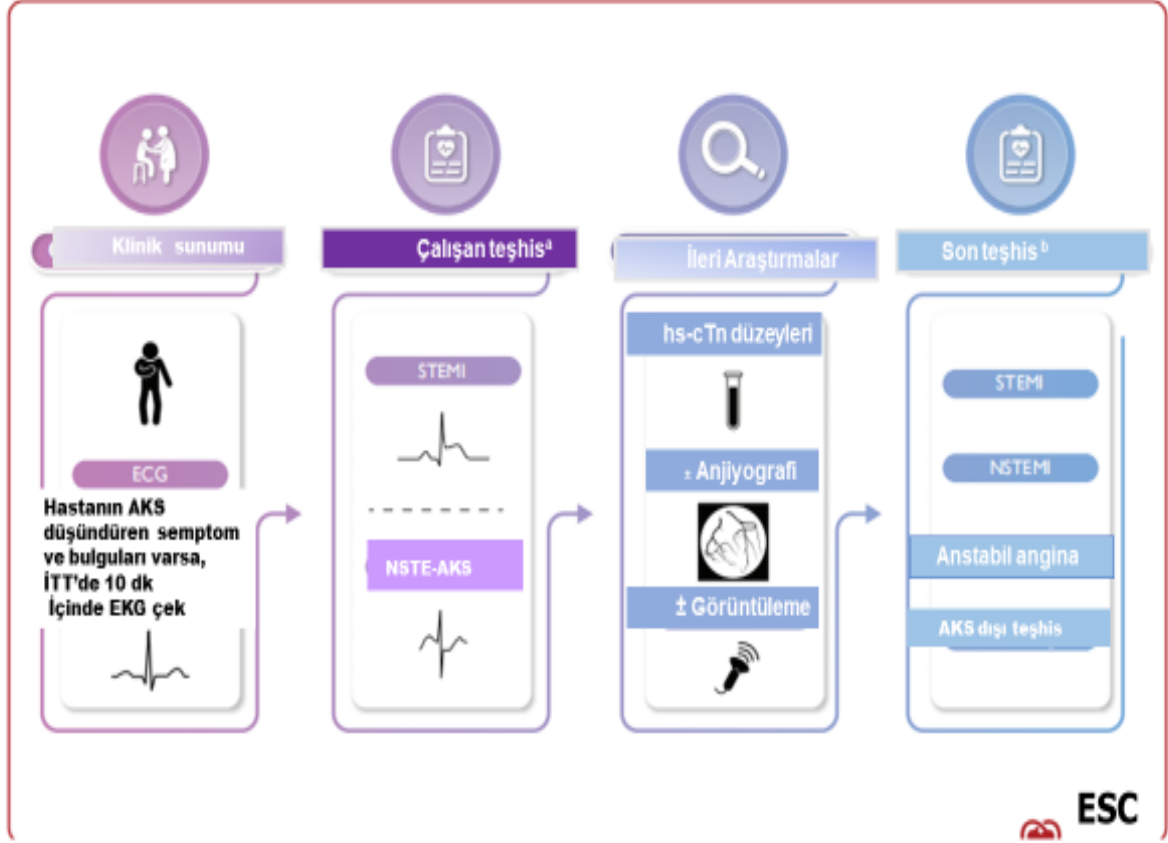 Klinik sunumu
ECG
Hastanın AKS
düşündüren semptom
ve bulguları varsa,
İTT'de 10 dk
İçinde EKG çek
Çalışan teşhisᵃ
STEMI
NSTE-AKS
İleri Araştırmalar
hs-cTn düzeyleri
± Anjiyografi
± Görüntüleme
Son teşhis ᵇ
STEMI
NSTEMI
Anstabil angina
AKS dışı teşhis
ESC